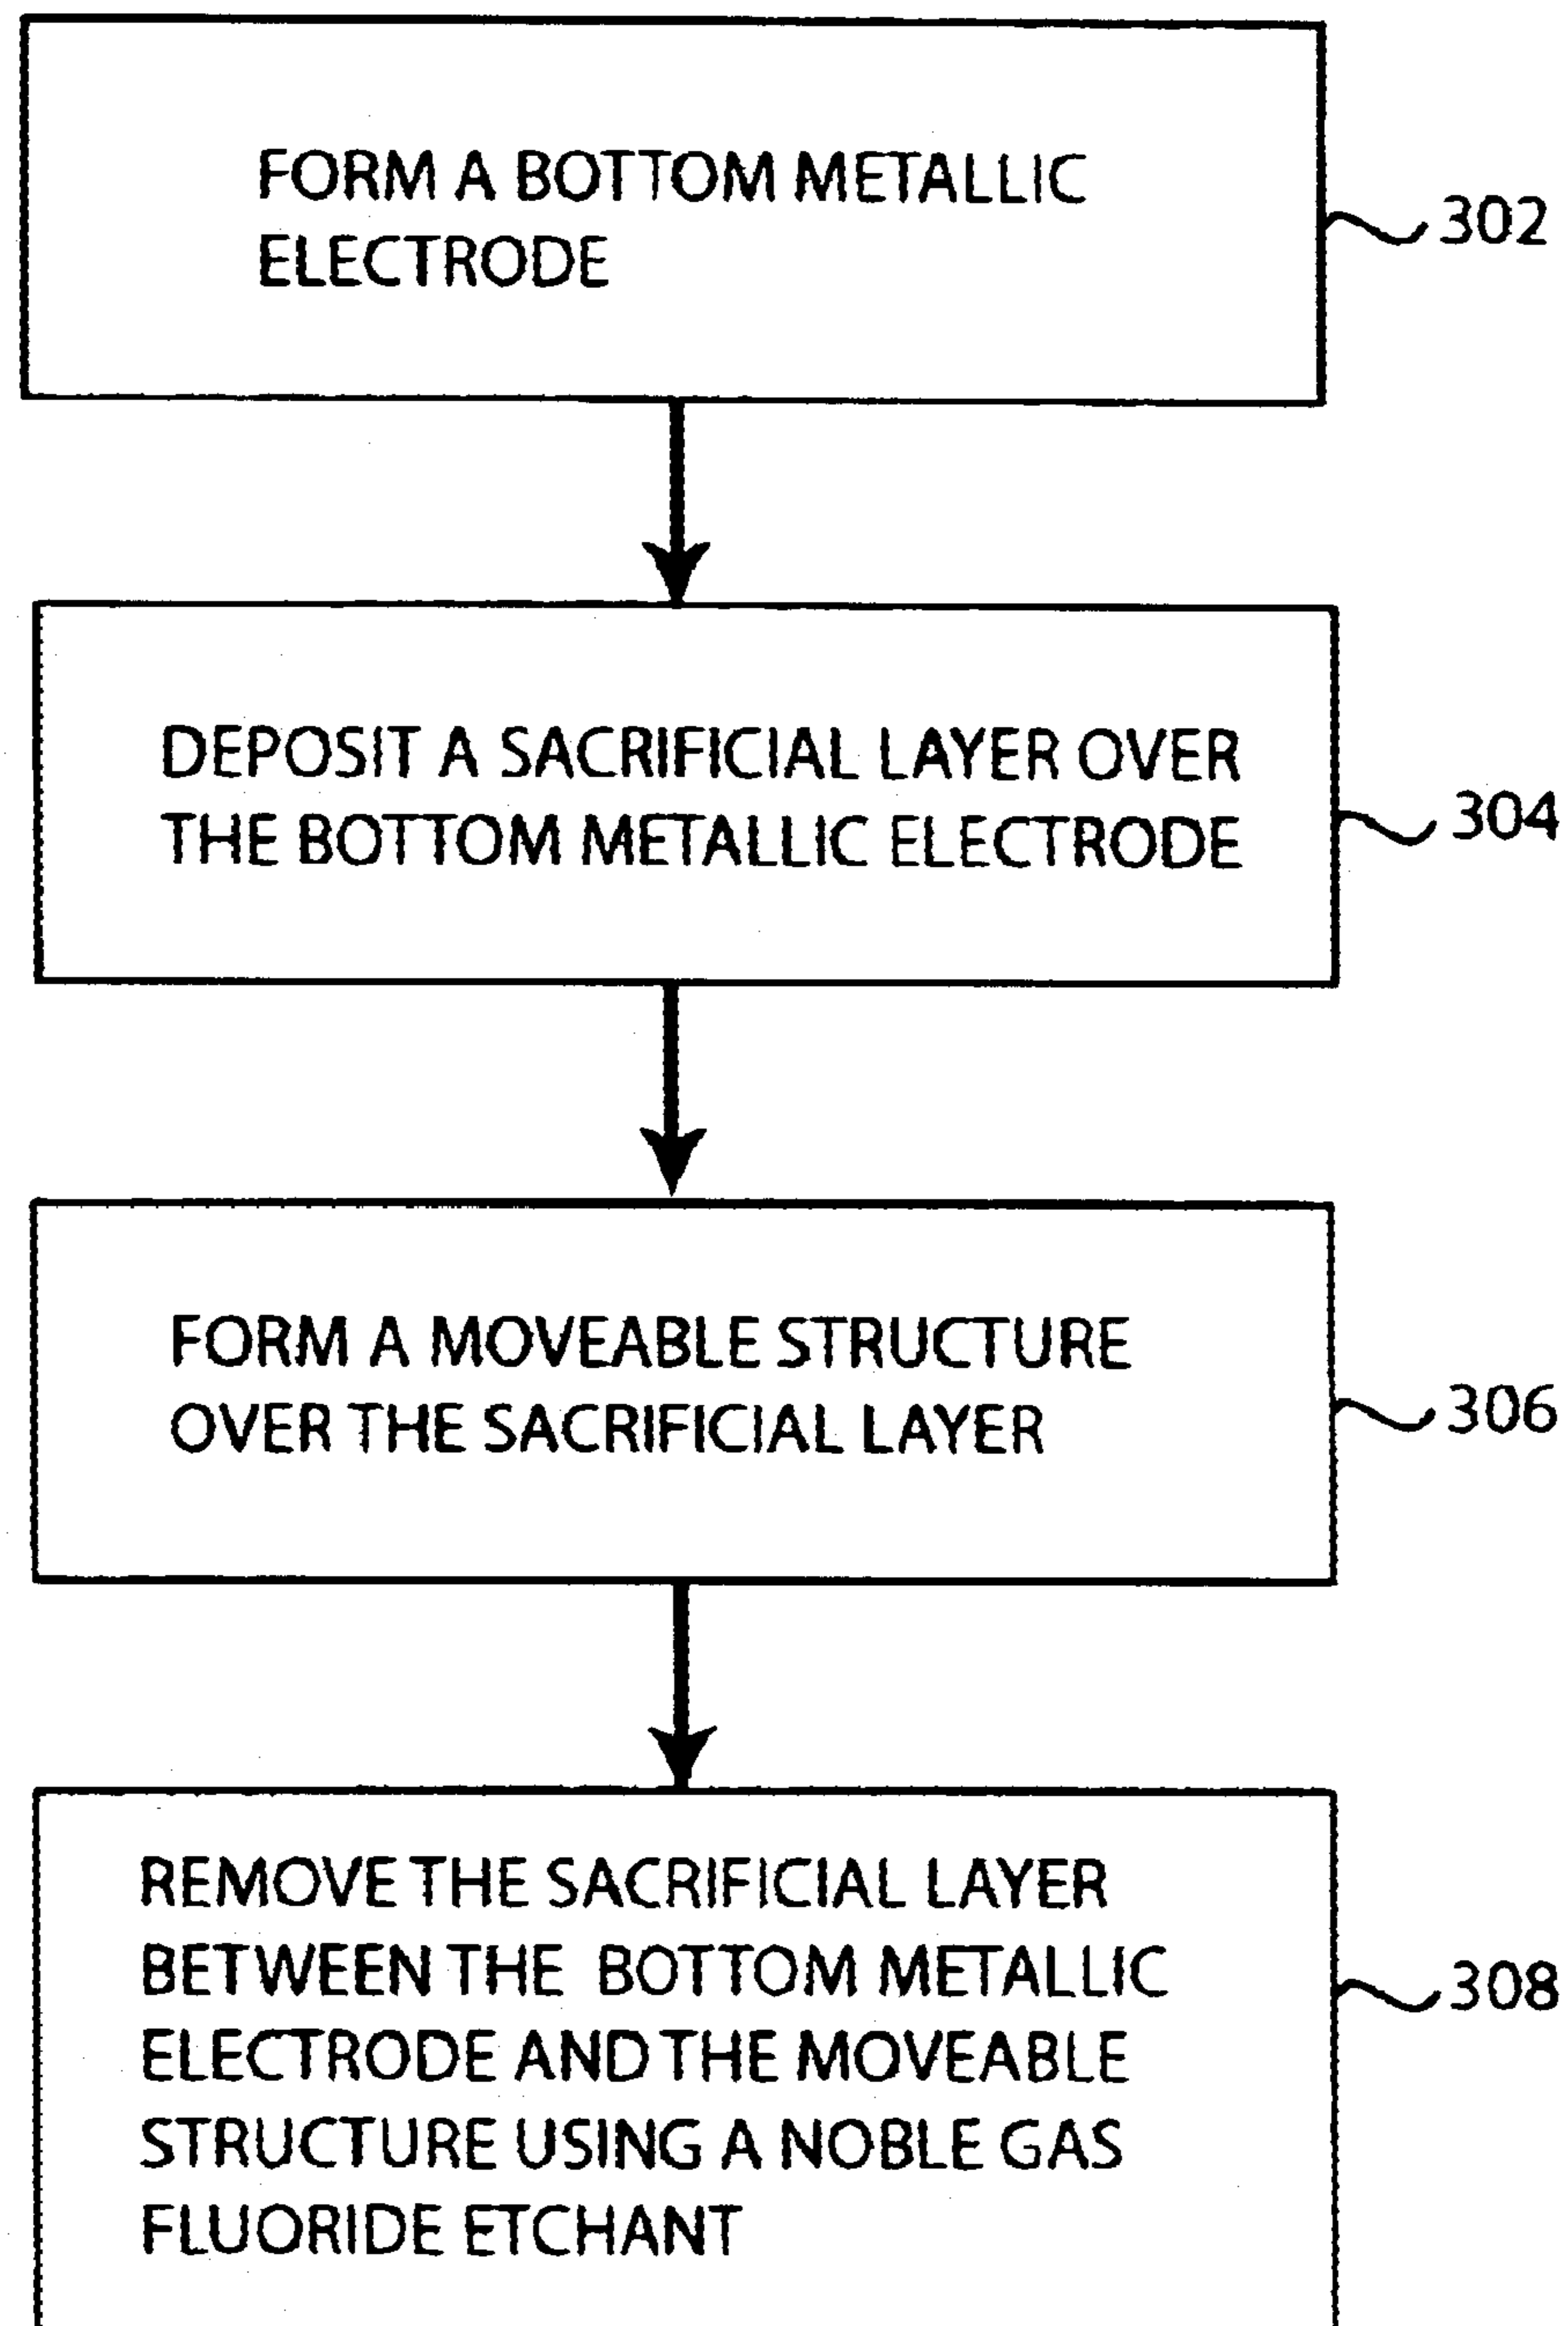 FORM A BOTTOM METALLIC
ELECTRODE
302
DEPOSIT A SACRIFICIAL LAYER OVER
THE BOTTOM METALLIC ELECTRODE
304
FORM A MOVEABLE STRUCTURE
OVER THE SACRIFICIAL LAYER
306
REMOVE THE SACRIFICIAL LAYER
BETWEEN THE BOTTOM METALLIC
ELECTRODE AND THE MOVEABLE
STRUCTURE USING A NOBLE GAS
FLUORIDE ETCHANT
308